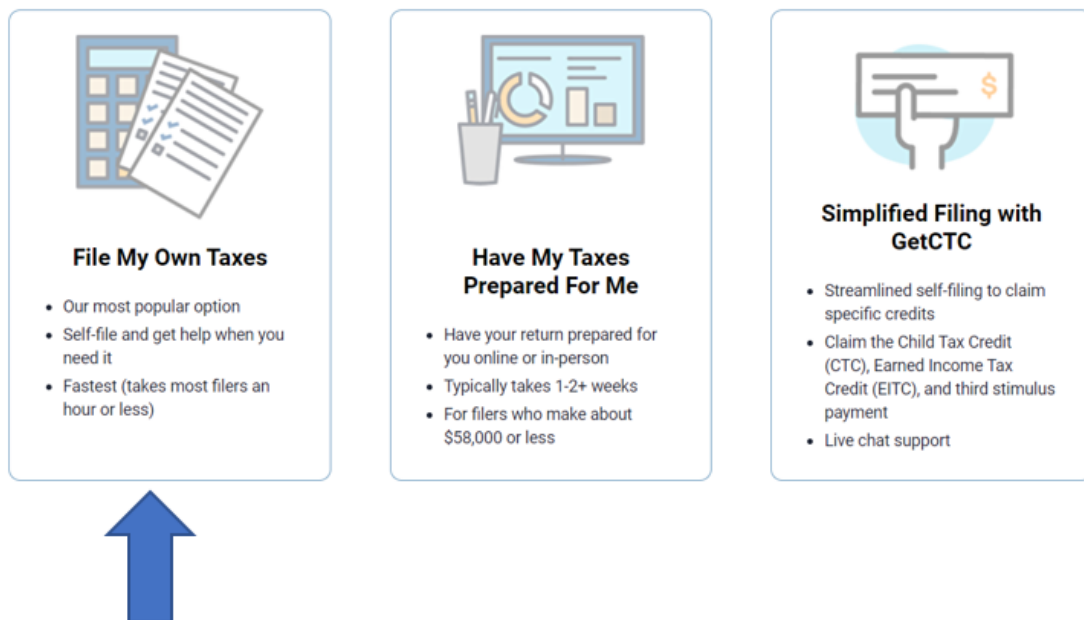 File My Own Taxes
• Our most popular option
• Self-file and get help when you
need it
• Fastest (takes most filers an
hour or less)
Have My Taxes
Prepared For Me
• Have your return prepared for
you online or in-person
• Typically takes 1-2+ weeks
• For filers who make about
$58,000 or less
$
Simplified Filing with
GetCTC
• Streamlined self-filing to claim
specific credits
• Claim the Child Tax Credit
(CTC), Earned Income Tax
Credit (EITC), and third stimulus
payment
• Live chat support